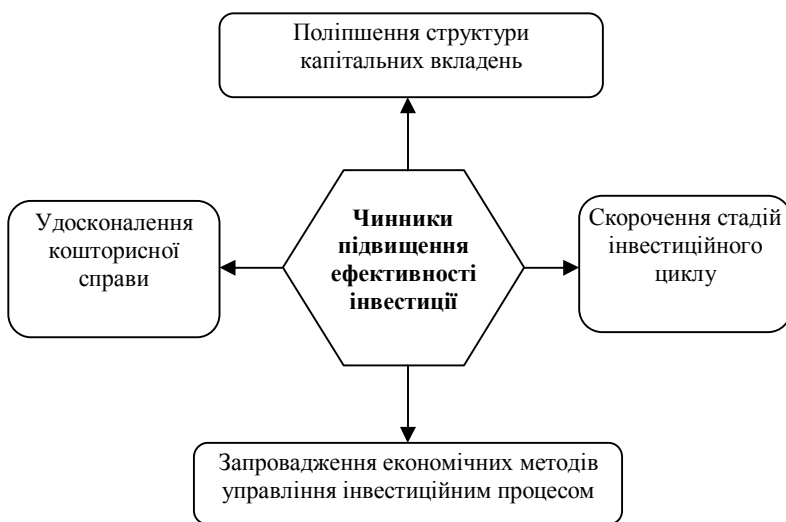 Поліпшення структури
капітальних вкладень
Удосконалення
кошторисної
справи
Чинники
підвищення
ефективності
інвестиції
Скорочення стадій
інвестиційного
циклу
Запровадження економічних методів
управління інвестиційним процесом